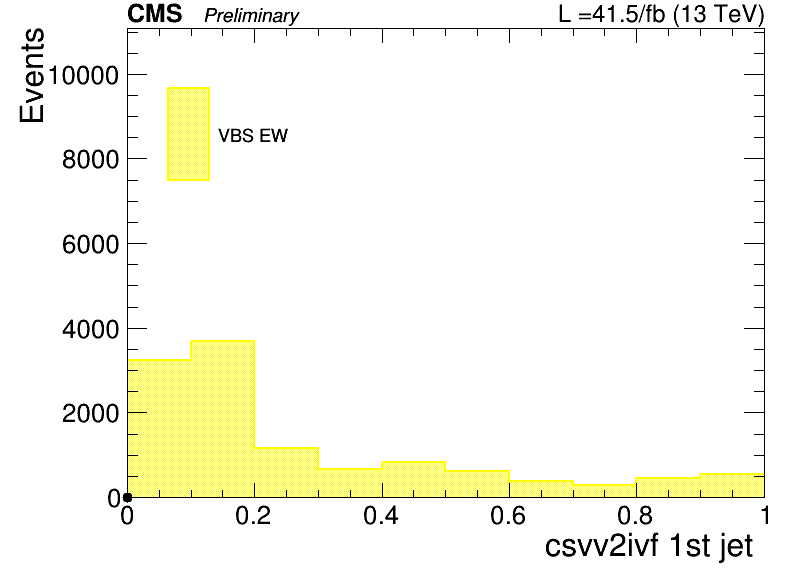 CMS Preliminary L =41.5/fb (13 TeV)
Events
10000
8000
6000
4000
2000
0
VBS EW
0 0.2 0.4 0.6 0.8 1
csvv2ivf 1st jet